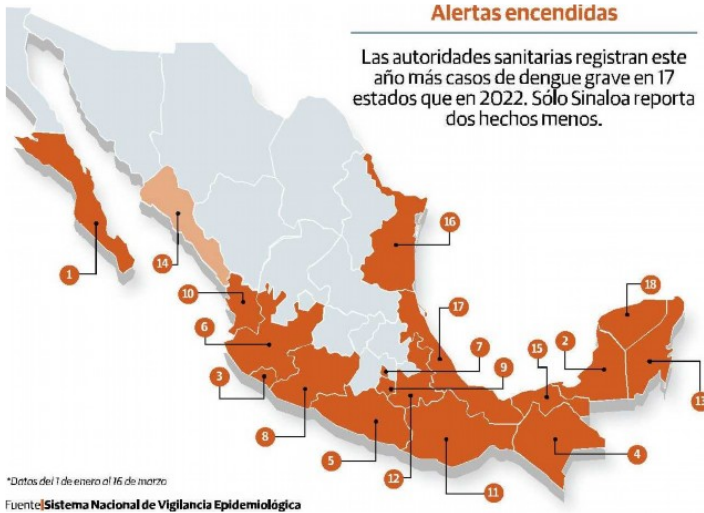 Alertas encendidas
Las autoridades sanitarias registran este
año más casos de dengue grave en 17
estados que en 2022. Sólo Sinaloa reporta
dos hechos menos.
16
1
14
10
18
17
6
7
2
15
9
3
13
8
4
5
12
11
*Datos del 1 de enero al 16 de marzo
Fuente|Sistema Nacional de Vigilancia Epidemiológica